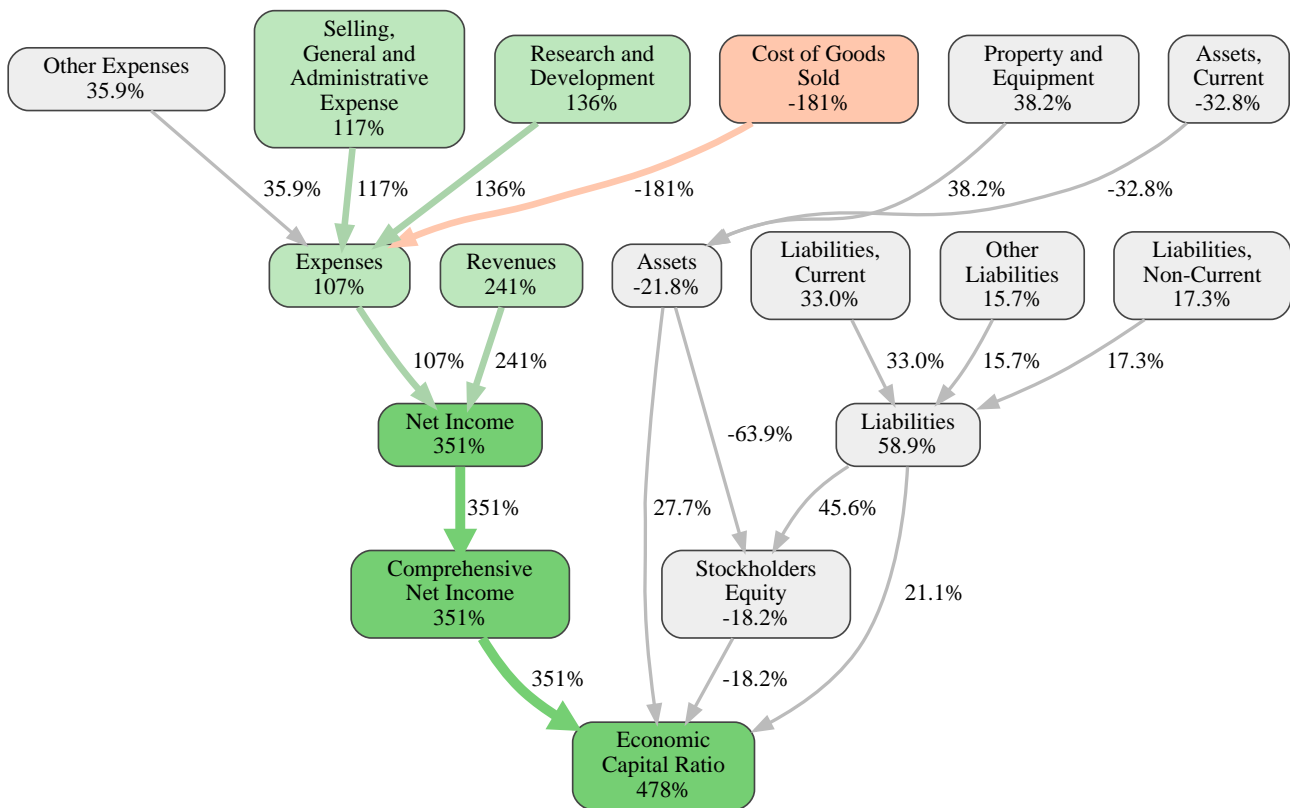 Other Expenses
35.9%
Selling,
General and
Administrative
Expense
117%
Research and
Development
136%
Cost of Goods
Sold
-181%
Property and
Equipment
38.2%
Assets,
Current
-32.8%
35.9%
117%
136%
-181%
38.2%
-32.8%
Expenses
107%
Revenues
241%
Assets
-21.8%
Liabilities,
Current
33.0%
Other
Liabilities
15.7%
Liabilities,
Non-Current
17.3%
107%
241%
33.0%
15.7%
17.3%
Net Income
351%
-63.9%
Liabilities
58.9%
351%
27.7%
45.6%
Comprehensive
Net Income
351%
Stockholders
Equity
-18.2%
21.1%
351%
-18.2%
Economic
Capital Ratio
478%